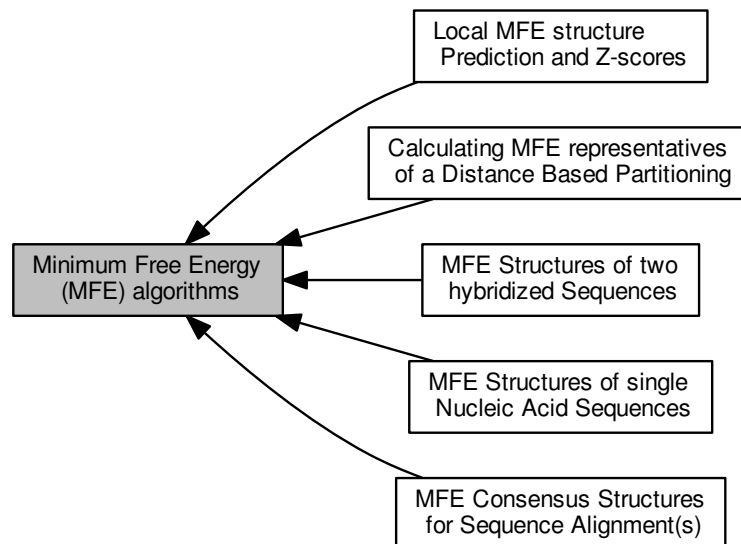 Local MFE structure
Prediction and Z-scores
Calculating MFE representatives
of a Distance Based Partitioning
Minimum Free Energy
(MFE) algorithms
MFE Structures of two
hybridized Sequences
MFE Structures of single
Nucleic Acid Sequences
MFE Consensus Structures
for Sequence Alignment(s)